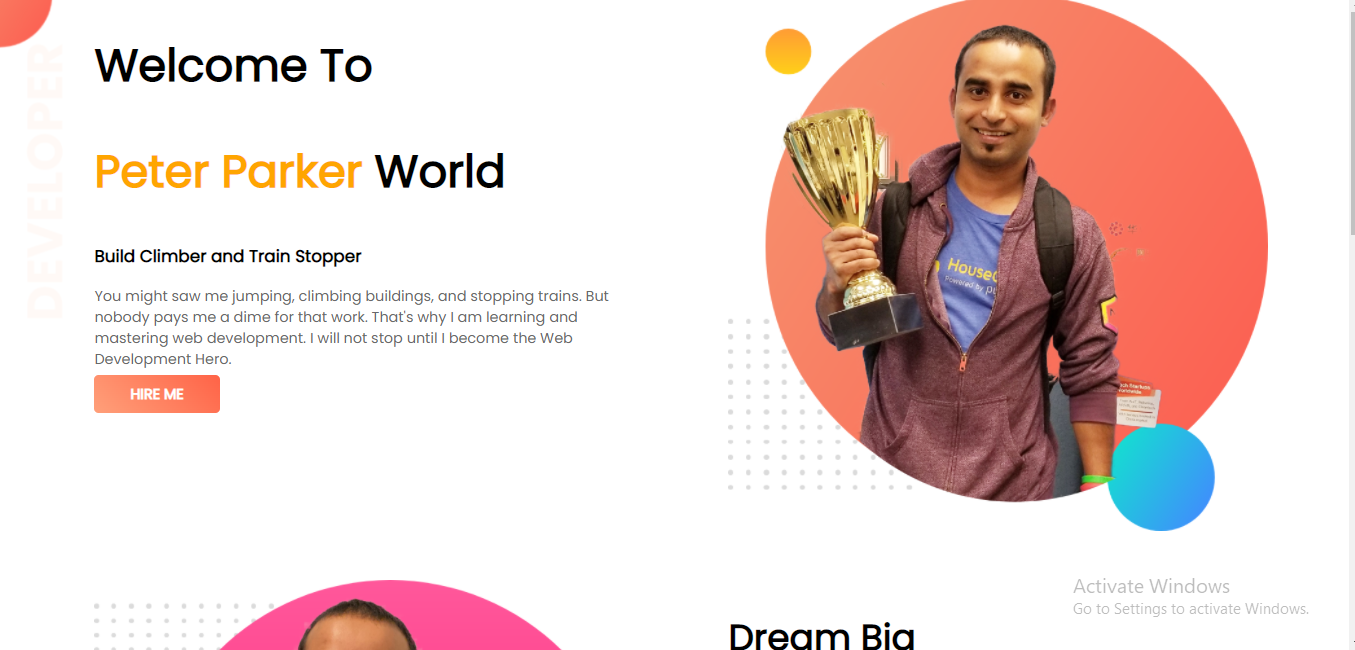 DEVELOPER
Welcome To
Peter Parker World
Build Climber and Train Stopper
You might saw me jumping, climbing buildings, and stopping trains. But
nobody pays me a dime for that work. That's why I am learning and
mastering web development. I will not stop until I become the Web
Development Hero.
HIRE ME
Powered by
Activate Windows
Go to Settings to activate Windows.
Dream Big